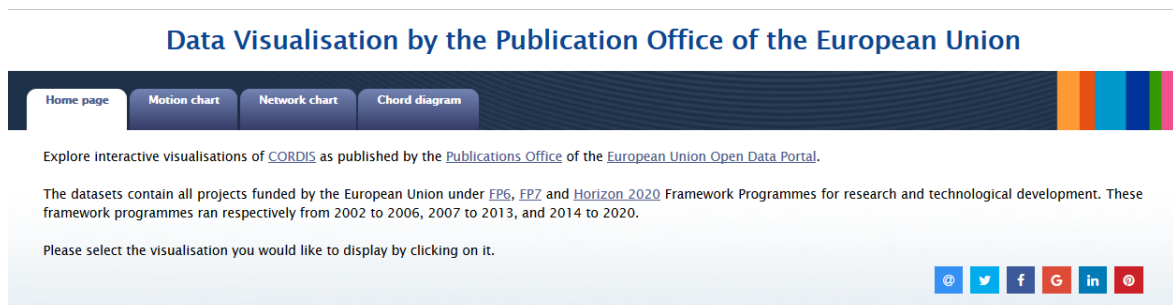 Data Visualisation by the Publication Office of the European Union
Home page
Motion chart
Network chart
Chord diagram
Explore interactive visualisations of CORDIS as published by the Publications Office of the European Union Open Data Portal.
The datasets contain all projects funded by the European Union under FP6, FP7 and Horizon 2020 Framework Programmes for research and technological development. These
framework programmes ran respectively from 2002 to 2006, 2007 to 2013, and 2014 to 2020.
Please select the visualisation you would like to display by clicking on it.
@ f G in